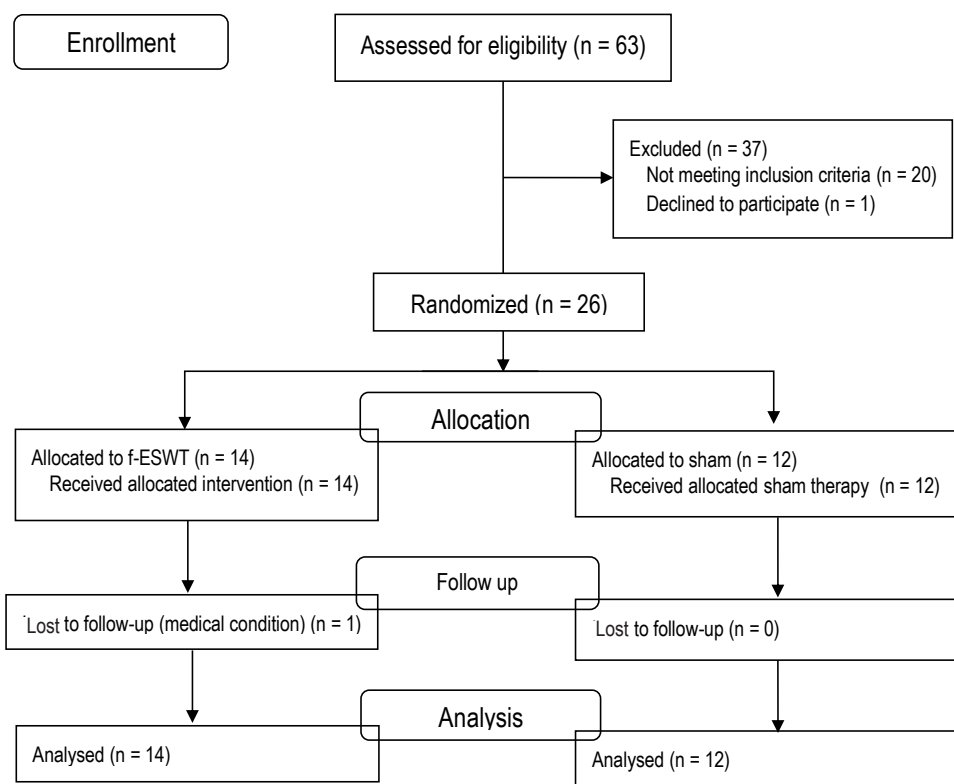 Enrollment
Assessed for eligibility (n = 63)
Excluded (n = 37)
Not meeting inclusion criteria (n = 20)
Declined to participate (n = 1)
Randomized (n = 26)
Allocation
Allocated to f-ESWT (n = 14)
Received allocated intervention (n = 14)
Allocated to sham (n = 12)
Received allocated sham therapy (n = 12)
Follow up
Lost to follow-up (medical condition) (n = 1)
Lost to follow-up (n = 0)
Analysis
Analysed (n = 14)
Analysed (n = 12)